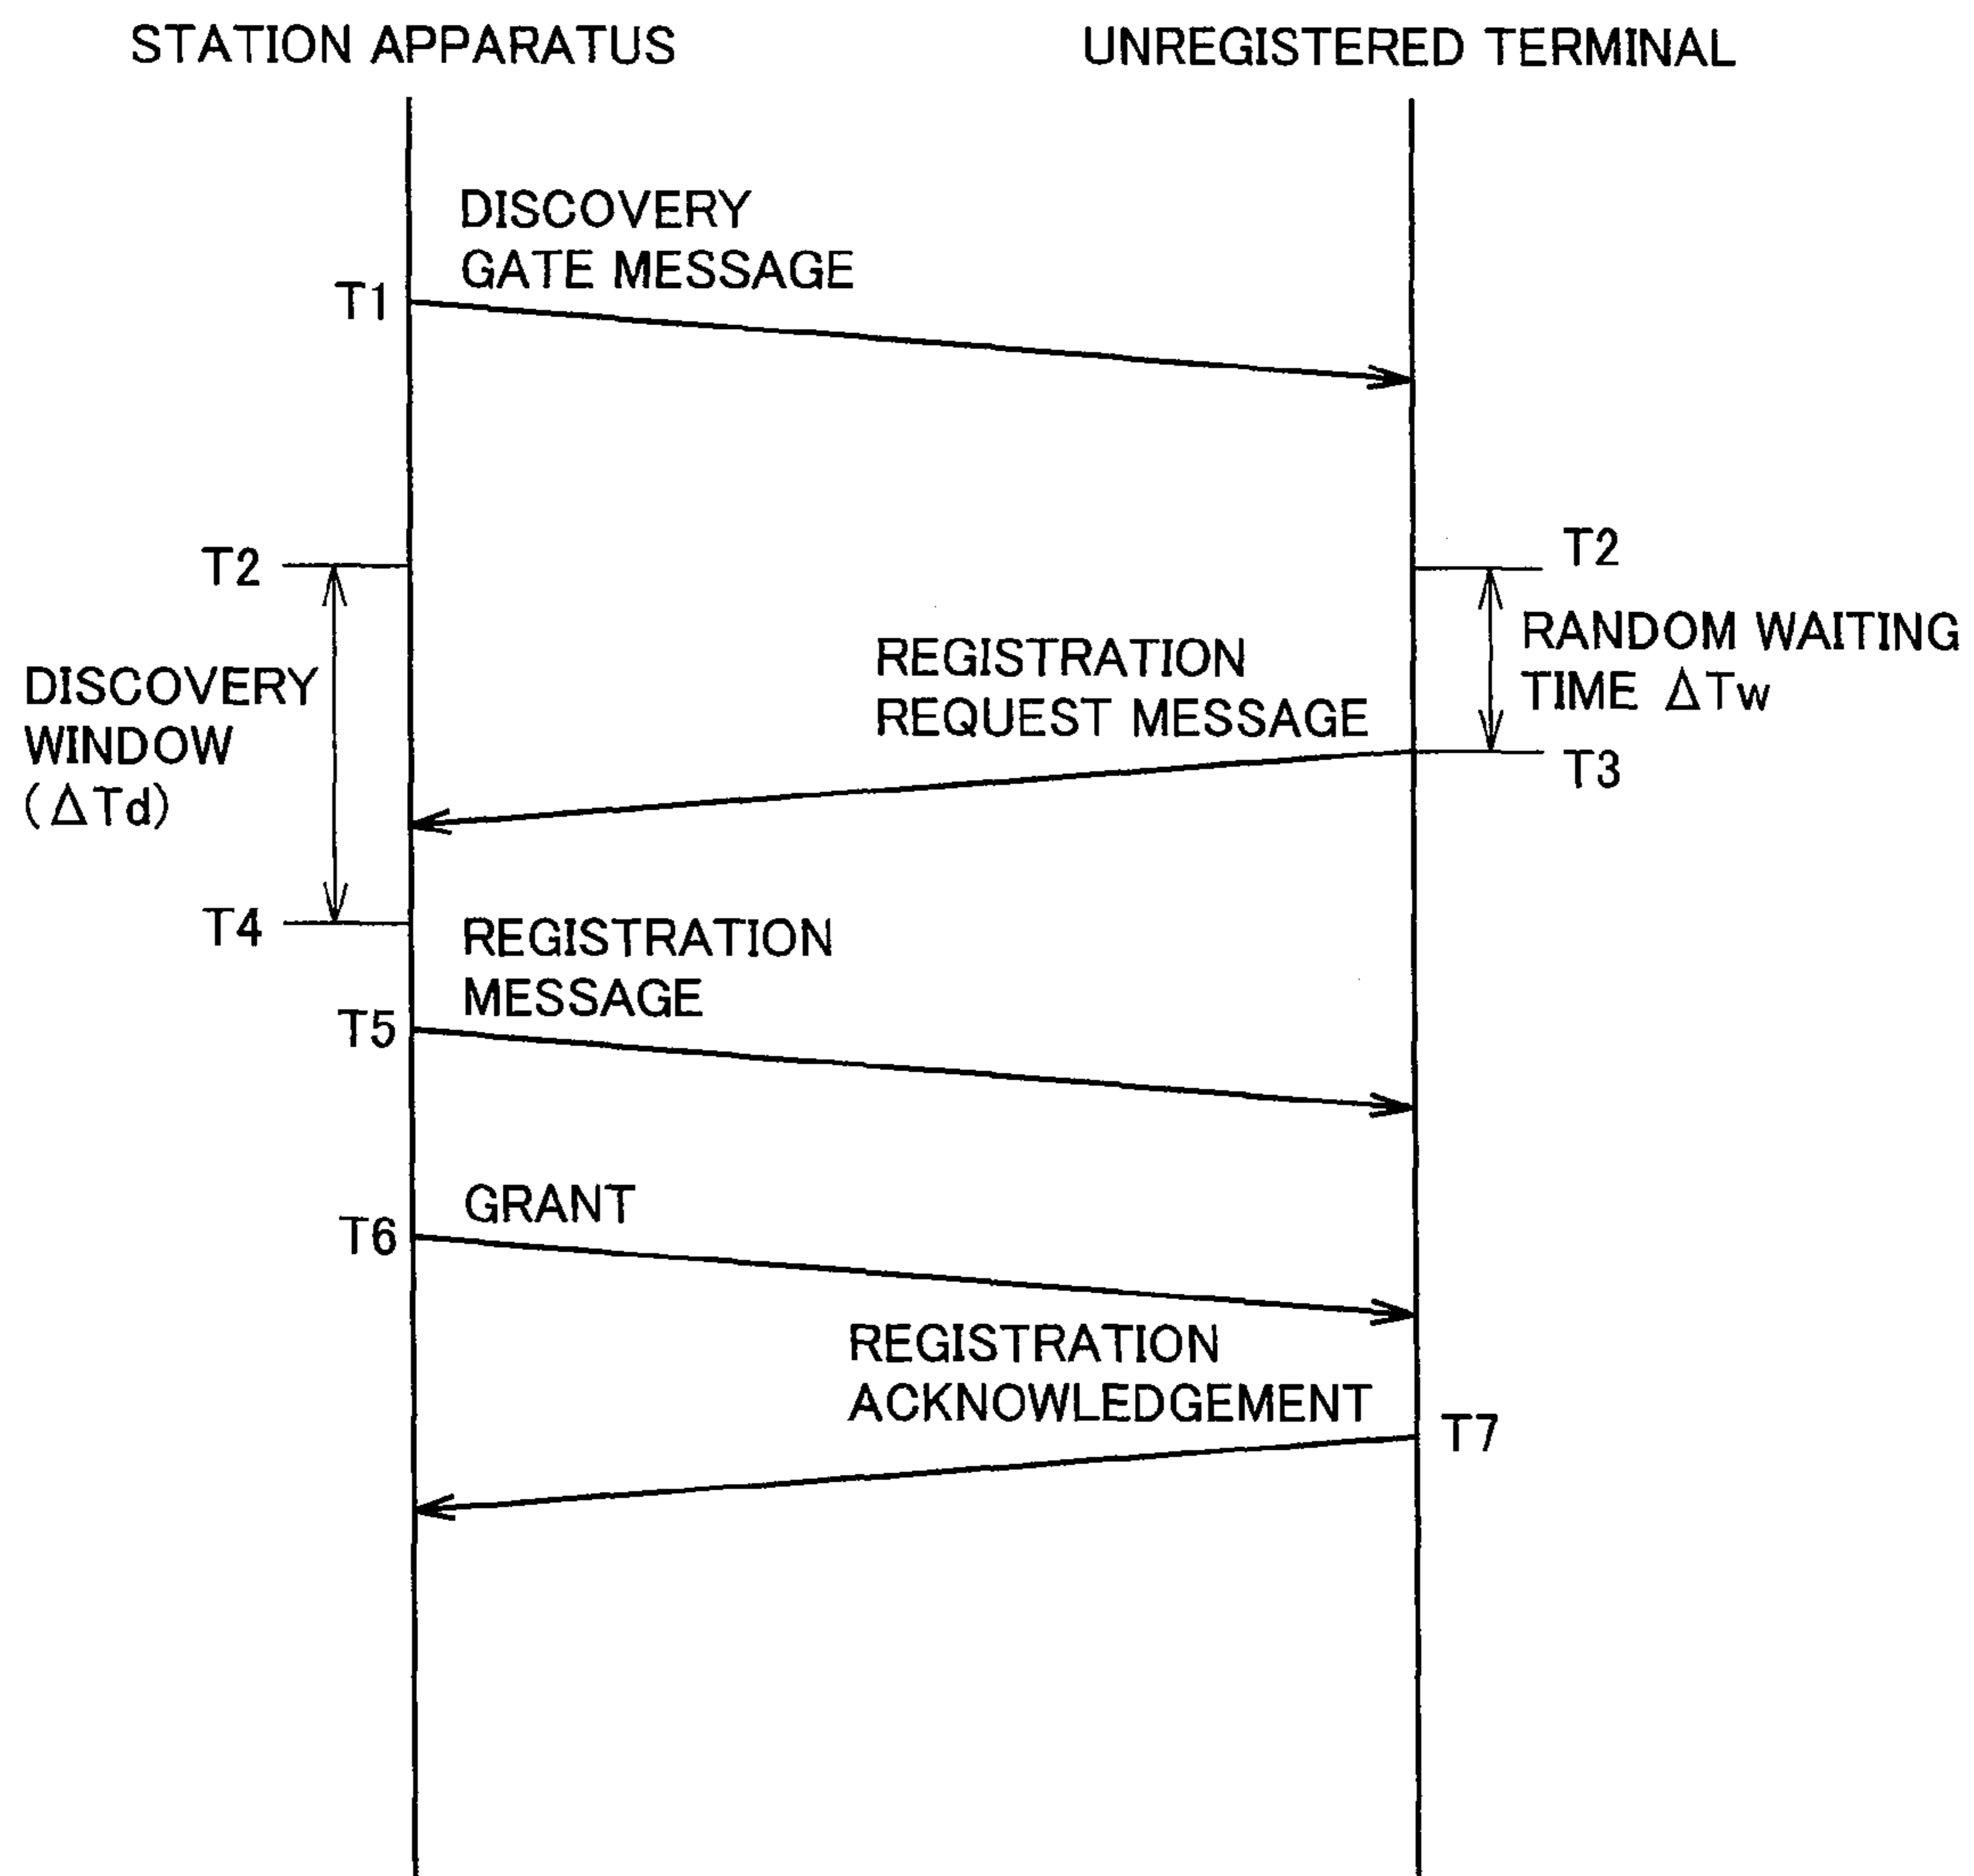 STATION APPARATUS
UNREGISTERED TERMINAL
DISCOVERY
GATE MESSAGE
T1
T2
T2
RANDOM WAITING
TIME ΔTw
REGISTRATION
REQUEST MESSAGE
DISCOVERY
WINDOW
(ΔTd)
T3
T4
REGISTRATION
MESSAGE
T5
GRANT
T6
REGISTRATION
ACKNOWLEDGEMENT
T7